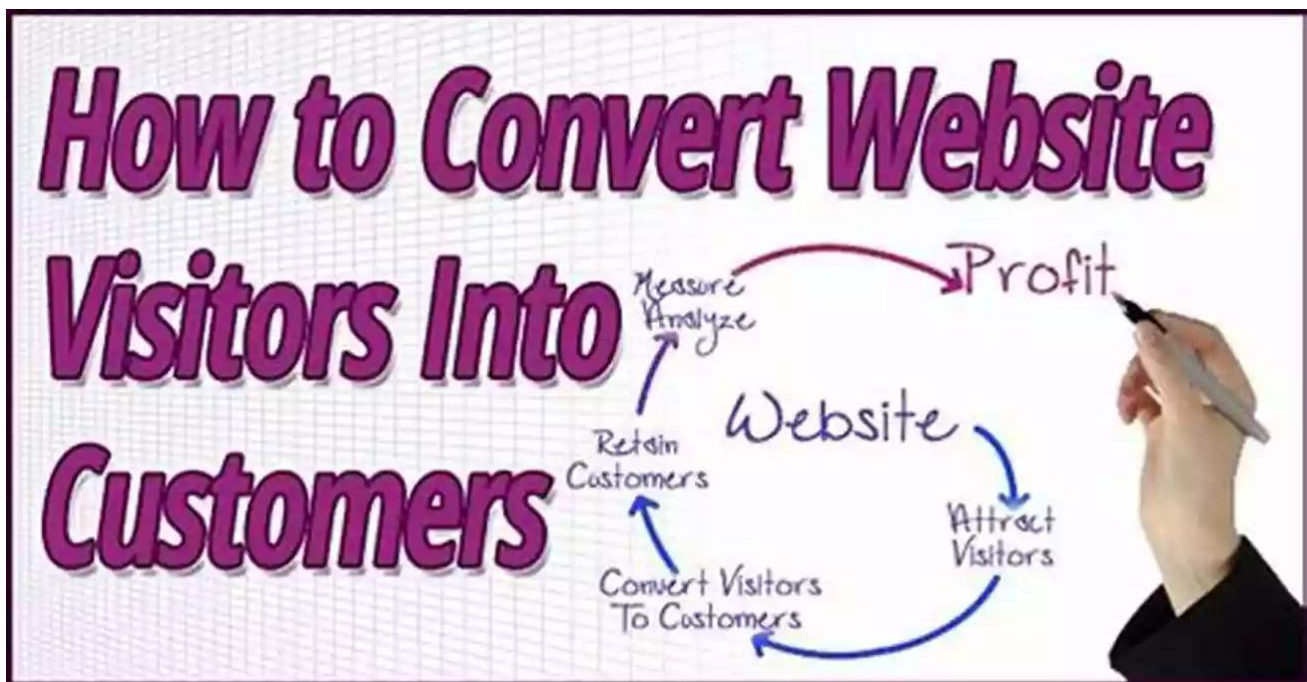 How to Convert Website
Visitors Into
Customers
Website
Attract
Visitors
Convert Visitors
To Customers
Retain
Customers
Measure
Analyze
Profit